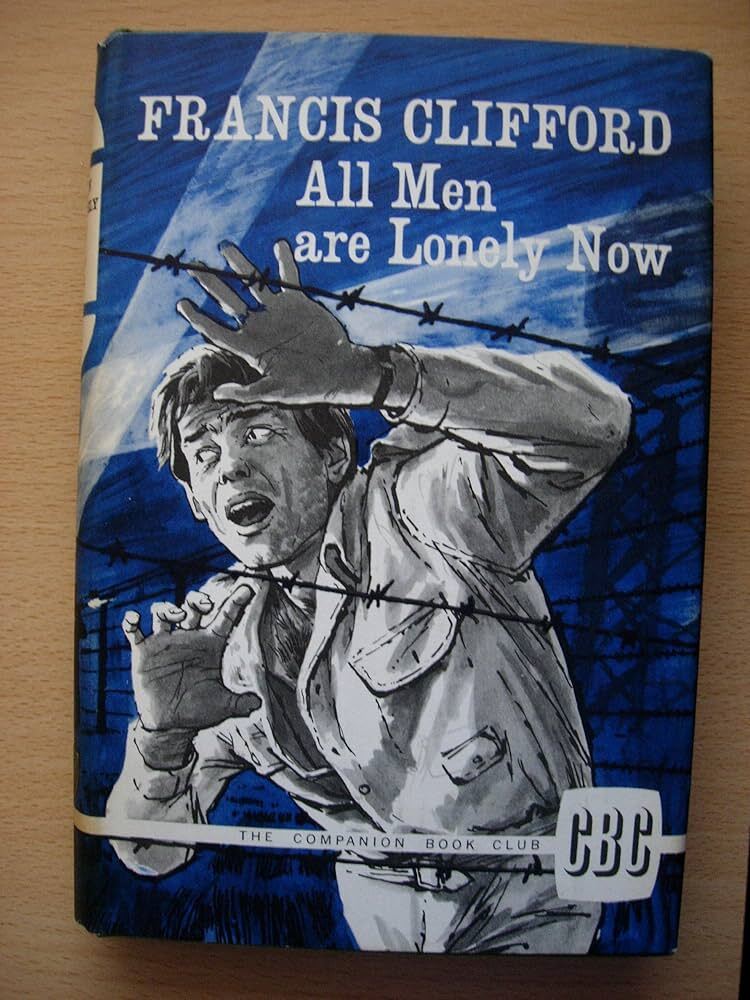 FRANCIS CLIFFORD
All Men
are Lonely Now
THE COMPANION BOOK CLUB
CBC